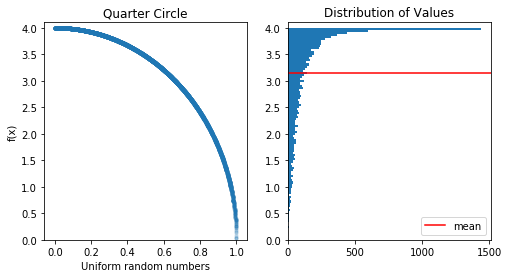 Quarter Circle
4.0
3.5
3.0
2.5
2.0
1.5
1.0
0.5
0.0
f(x)
0.0 0.2 0.4 0.6 0.8 1.0
Uniform random numbers
Distribution of Values
4.0
3.5
3.0
2.5
2.0
1.5
1.0
0.5
0.0
mean
0 500 1000 1500